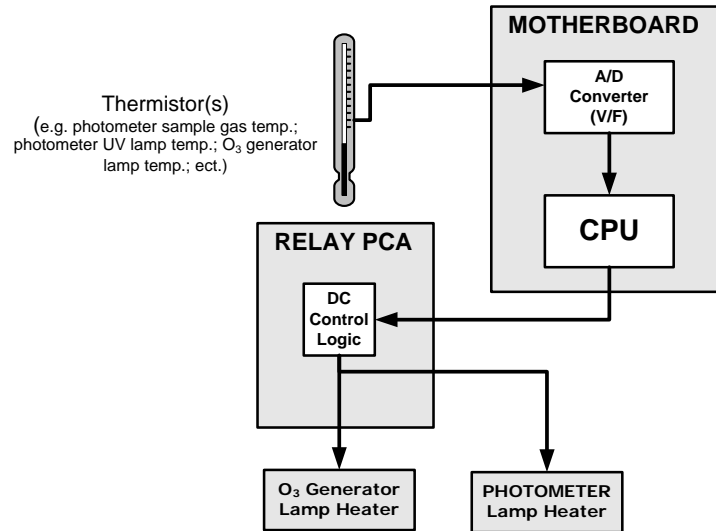 MOTHERBOARD
A/D
Converter
(V/F)
Thermistor(s)
(e.g. photometer sample gas temp.;
photometer UV lamp temp.; O₃ generator
lamp temp.; ect.)
CPU
RELAY PCA
DC
Control
Logic
O₃ Generator
Lamp Heater
PHOTOMETER
Lamp Heater